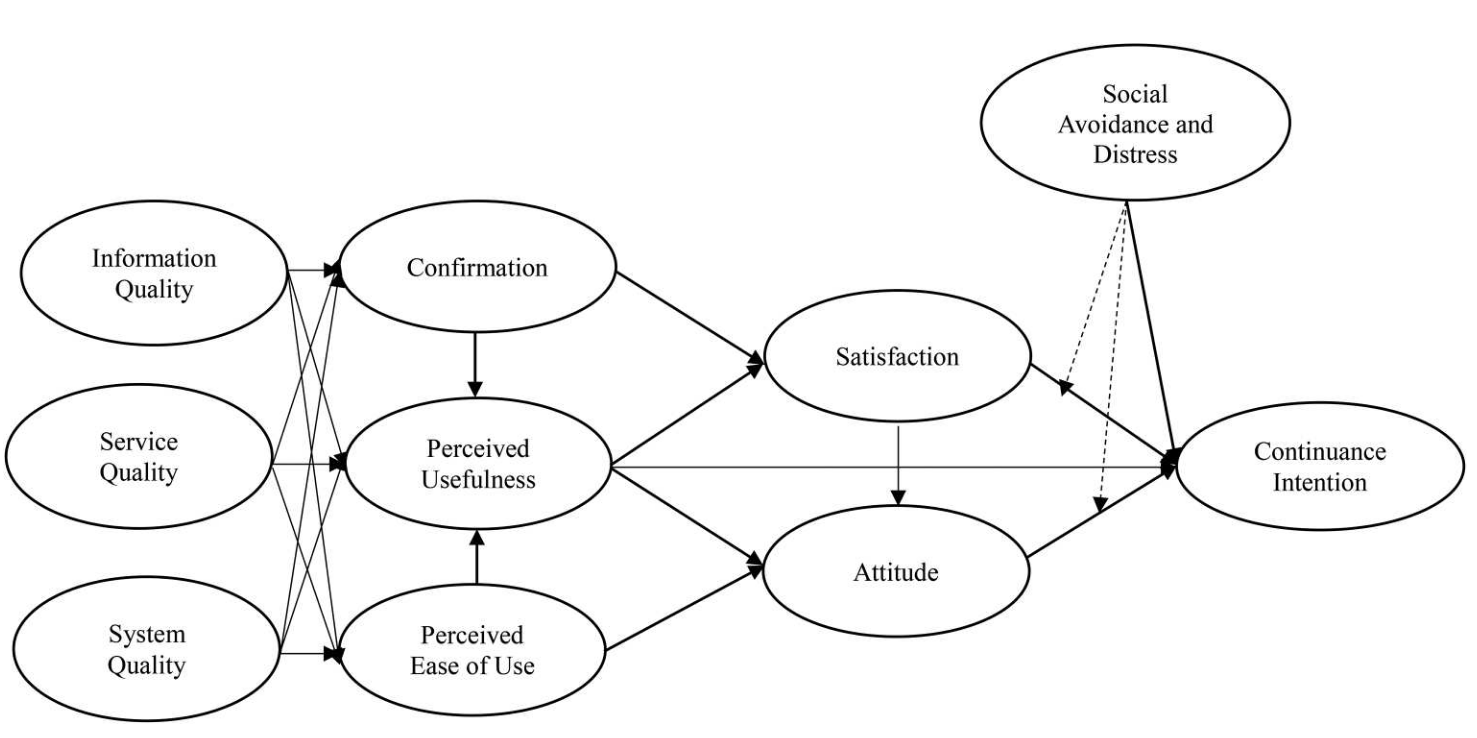 Social
Avoidance and
Distress
Information
Quality
Confirmation
Satisfaction
Service
Quality
Perceived
Usefulness
Continuance
Intention
Attitude
System
Quality
Perceived
Ease of Use